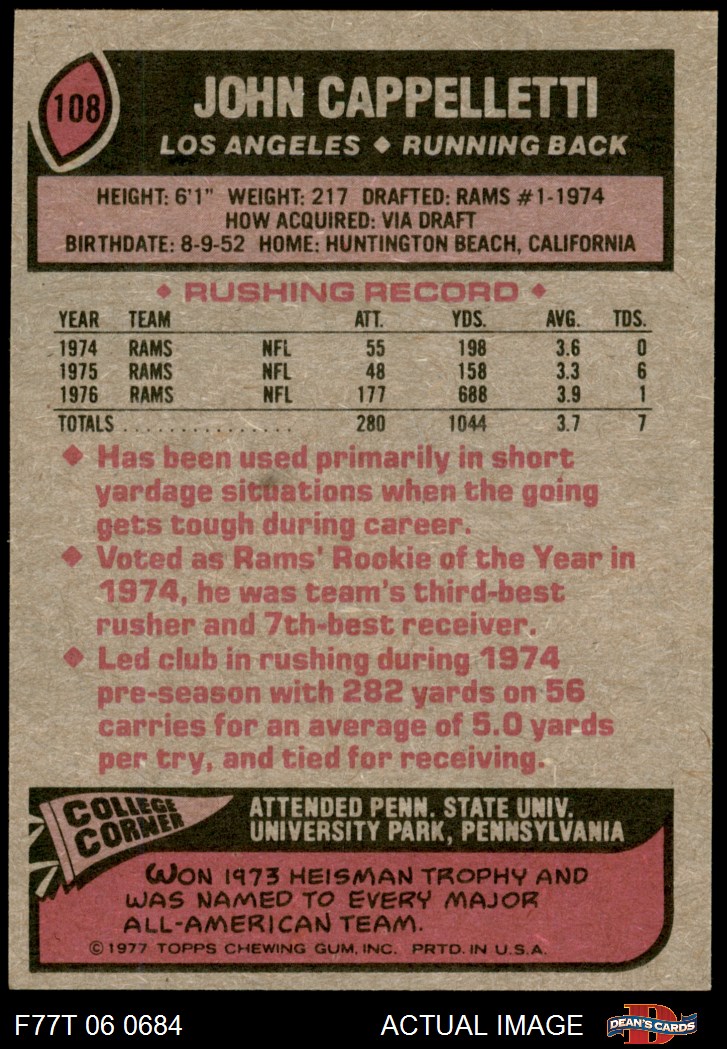 108
JOHN CAPPELLETTI
LOS ANGELES ◆ RUNNING BACK
HEIGHT: 6'1" WEIGHT: 217 DRAFTED: RAMS #1-1974
HOW ACQUIRED: VIA DRAFT
BIRTHDATE: 8-9-52 HOME: HUNTINGTON BEACH, CALIFORNIA
◆ RUSHING RECORD ◆
YEAR TEAM ATT. YDS. AVG. TDS.
1974 RAMS NFL 55 198 3.6 0
1975 RAMS NFL 48 158 3.3 6
1976 RAMS NFL 177 688 3.9 1
TOTALS . . . . . . . . . . . . . . . 280 1044 3.7 7
◆ Has been used primarily in short
yardage situations when the going
gets tough during career.
◆ Voted as Rams' Rookie of the Year in
1974, he was team's third-best
rusher and 7th-best receiver.
◆ Led club in rushing during 1974
pre-season with 282 yards on 56
carries for an average of 5.0 yards
per try, and tied for receiving.
COLLEGE
CORNER
ATTENDED PENN. STATE UNIV.
UNIVERSITY PARK, PENNSYLVANIA
WON 1973 HEISMAN TROPHY AND
WAS NAMED TO EVERY MAJOR
ALL-AMERICAN TEAM.
© 1977 TOPPS CHEWING GUM, INC. PRTD. IN U.S.A.
F77T 06 0684 ACTUAL IMAGE
D
DEAN'S CARDS